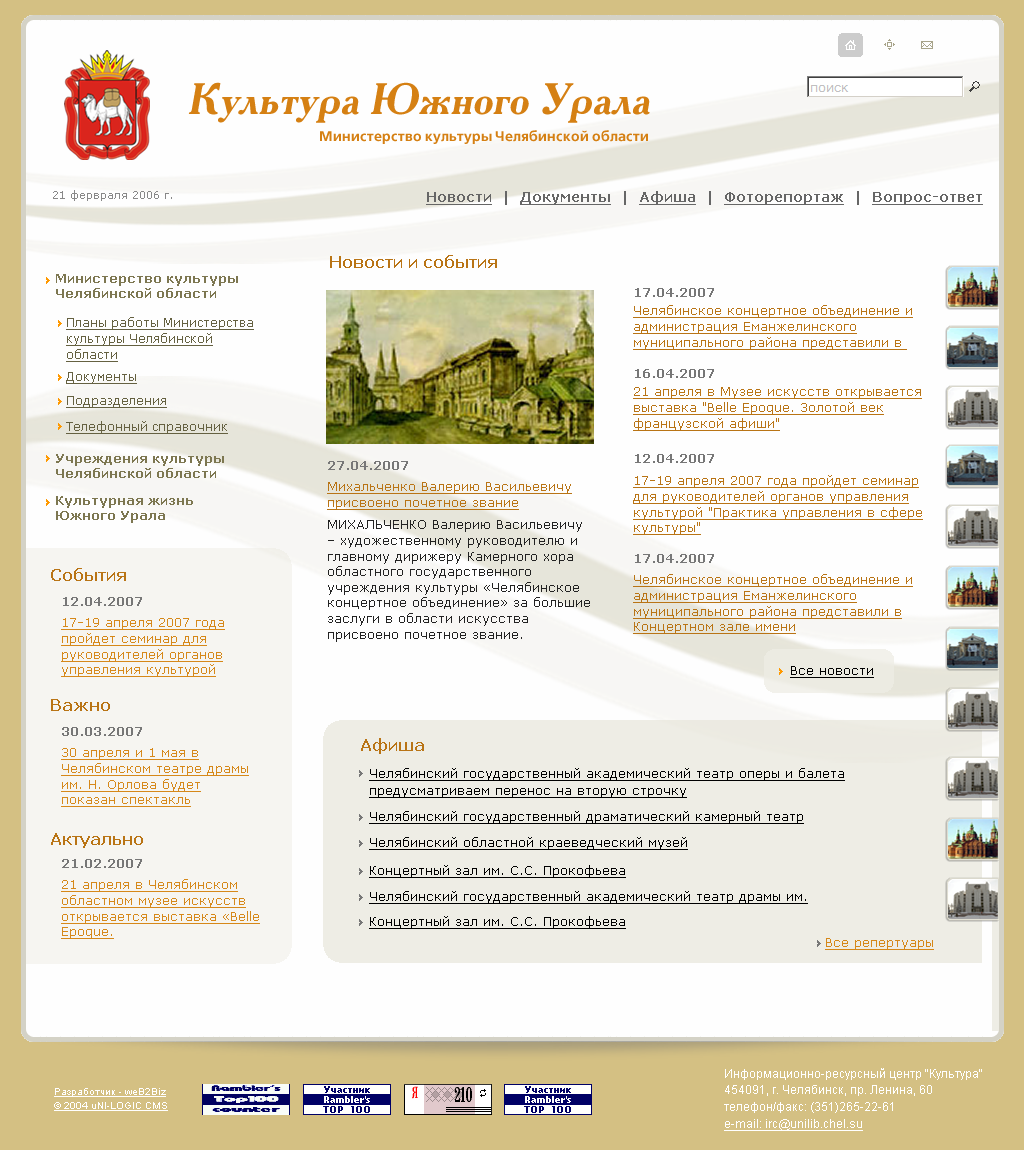 Культура Южного Урала
Министерство культуры Челябинской области
поиск
21 фервраля 2006 г.
Новости | Документы | Афиша | Фоторепортаж | Вопрос-ответ
Министерство культуры
Челябинской области
Планы работы Министерства
культуры Челябинской
области
Документы
Подразделения
Телефонный справочник
Учреждения культуры
Челябинской области
Культурная жизнь
Южного Урала
События
12.04.2007
17-19 апреля 2007 года
пройдет семинар для
руководителей органов
управления культурой
Важно
30.03.2007
30 апреля и 1 мая в
Челябинском театре драмы
им. Н. Орлова будет
показан спектакль
Актуально
21.02.2007
21 апреля в Челябинском
областном музее искусств
открывается выставка «Belle
Epoque.
Новости и события
27.04.2007
Михальченко Валерию Васильевичу
присвоено почетное звание
МИХАЛЬЧЕНКО Валерию Васильевичу
– художественному руководителю и
главному дирижеру Камерного хора
областного государственного
учреждения культуры «Челябинское
концертное объединение» за большие
заслуги в области искусства
присвоено почетное звание.
17.04.2007
Челябинское концертное объединение и
администрация Еманжелинского
муниципального района представили в
16.04.2007
21 апреля в Музее искусств открывается
выставка "Belle Epoque. Золотой век
французской афиши"
12.04.2007
17-19 апреля 2007 года пройдет семинар
для руководителей органов управления
культурой "Практика управления в сфере
культуры"
17.04.2007
Челябинское концертное объединение и
администрация Еманжелинского
муниципального района представили в
Концертном зале имени
Все новости
Афиша
Челябинский государственный академический театр оперы и балета
предусматриваем перенос на вторую строчку
Челябинский государственный драматический камерный театр
Челябинский областной краеведческий музей
Концертный зал им. С.С. Прокофьева
Челябинский государственный академический театр драмы им.
Концертный зал им. С.С. Прокофьева
Все репертуары
Разработчик - weB2Biz
© 2004 uNi-LOGIC CMS
Rambler's
Top100
counter
Участник
Rambler's
TOP 100
Я 210
Участник
Rambler's
TOP 100
Информационно-ресурсный центр "Культура"
454091, г. Челябинск, пр. Ленина, 60
телефон/факс: (351)265-22-61
e-mail: irc@unilib.chel.su